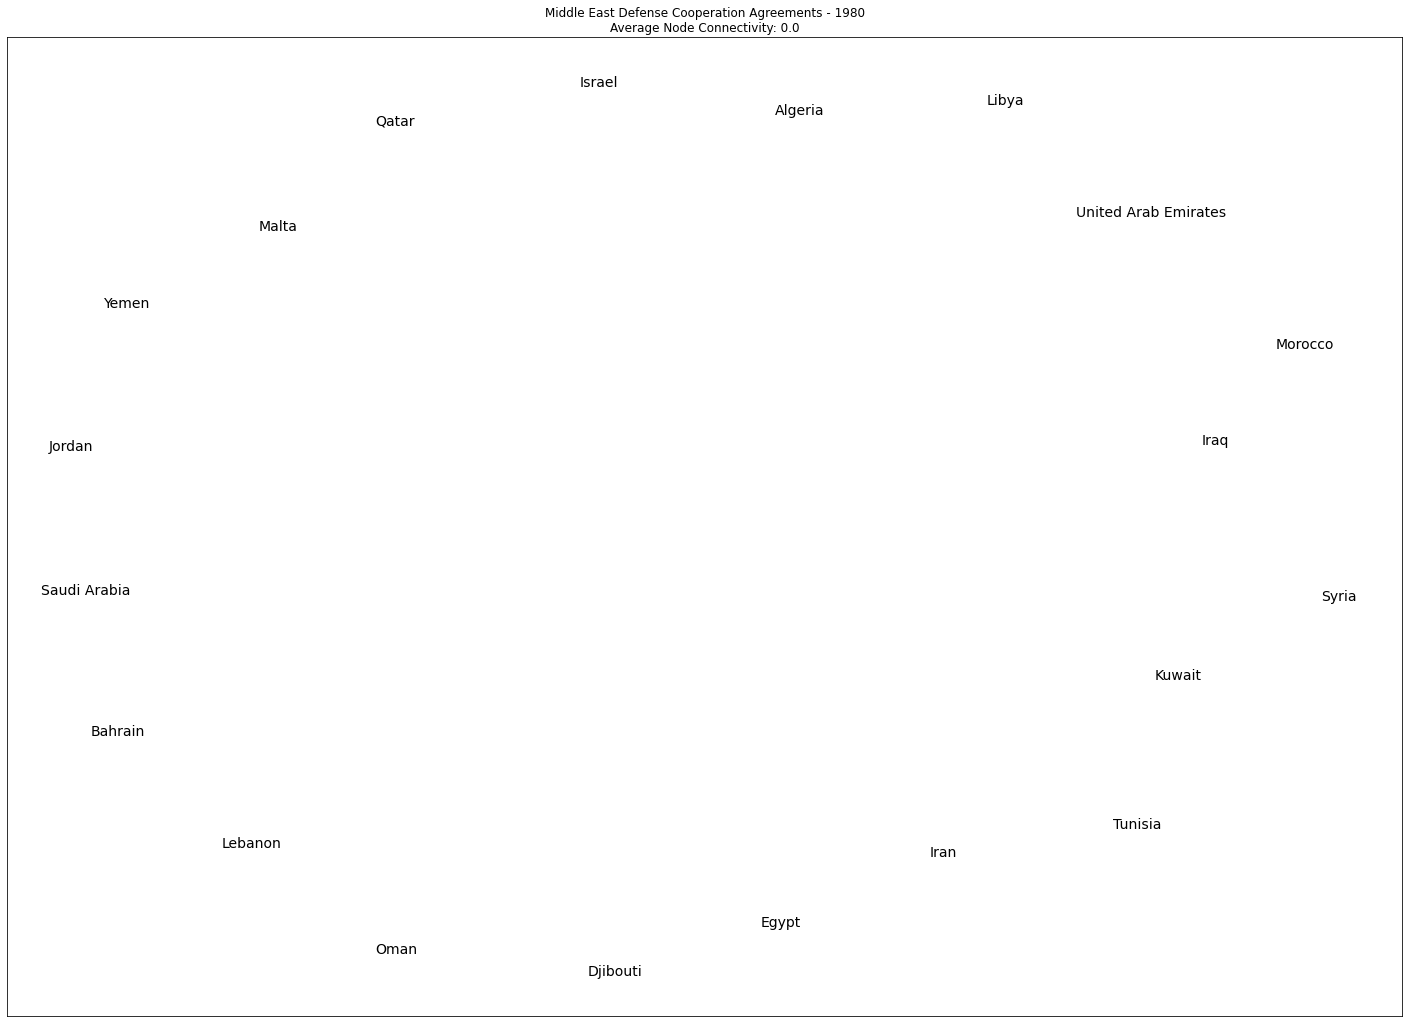 Middle East Defense Cooperation Agreements - 1980
Average Node Connectivity: 0.0
Israel
Libya
Algeria
Qatar
United Arab Emirates
Malta
Yemen
Morocco
Iraq
Jordan
Saudi Arabia
Syria
Kuwait
Bahrain
Tunisia
Lebanon
Iran
Egypt
Oman
Djibouti